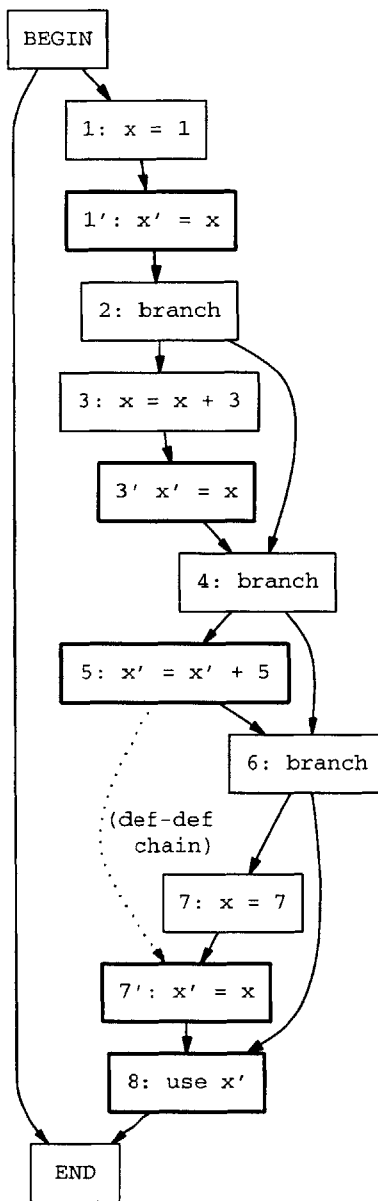 BEGIN
1: x = 1
1': x' = x
2: branch
3: x = x + 3
3' x' = x
4: branch
5: x' = x' + 5
6: branch
(def-def
chain)
7: x = 7
7': x' = x
8: use x'
END